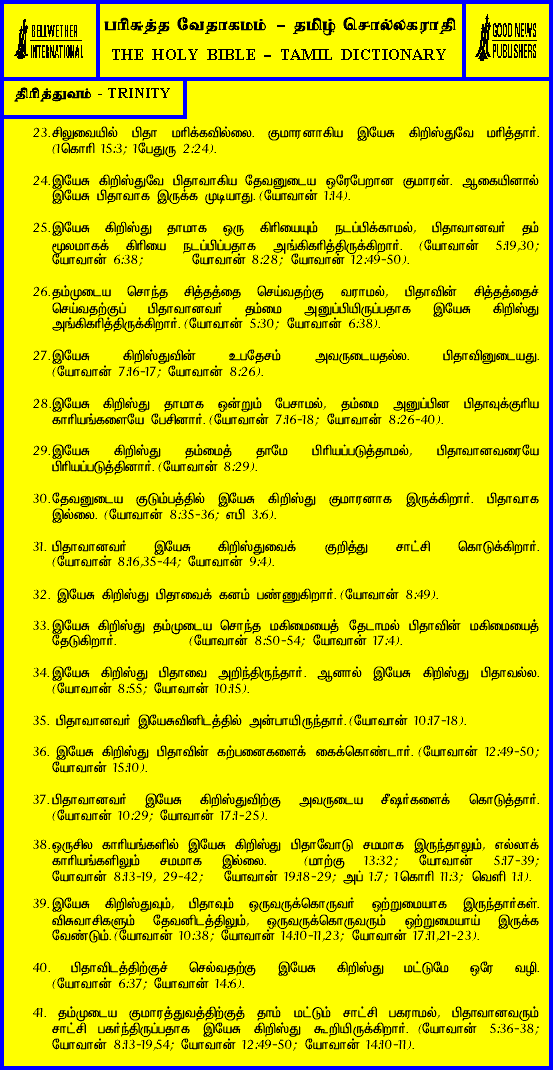 BELLWETHER
INTERNATIONAL
பரிசுத்த வேதாகமம் – தமிழ் சொல்லகராதி
THE HOLY BIBLE – TAMIL DICTIONARY
GOOD NEWS
PUBLISHERS
திரித்துவம் - TRINITY
23.சிலுவையில் பிதா மரிக்கவில்லை. குமாரனாகிய இயேசு கிறிஸ்துவே மரித்தார்.
(1கொரி 15:3; 1பேதுரு 2:24).
24.இயேசு கிறிஸ்துவே பிதாவாகிய தேவனுடைய ஒரேபேறான குமாரன். ஆகையினால்
இயேசு பிதாவாக இருக்க முடியாது. (யோவான் 1:14).
25.இயேசு கிறிஸ்து தாமாக ஒரு கிரியையும் நடப்பிக்காமல், பிதாவானவர் தம்
மூலமாகக் கிரியை நடப்பிப்பதாக அங்கிகரித்திருக்கிறார். (யோவான் 5:19,30;
யோவான் 6:38; யோவான் 8:28; யோவான் 12:49-50).
26.தம்முடைய சொந்த சித்தத்தை செய்வதற்கு வராமல், பிதாவின் சித்தத்தைச்
செய்வதற்குப் பிதாவானவர் தம்மை அனுப்பியிருப்பதாக இயேசு கிறிஸ்து
அங்கிகரித்திருக்கிறார். (யோவான் 5:30; யோவான் 6:38).
27.இயேசு கிறிஸ்துவின் உபதேசம் அவருடையதல்ல. பிதாவினுடையது.
(யோவான் 7:16-17; யோவான் 8:26).
28.இயேசு கிறிஸ்து தாமாக ஒன்றும் பேசாமல், தம்மை அனுப்பின பிதாவுக்குரிய
காரியங்களையே பேசினார். (யோவான் 7:16-18; யோவான் 8:26-40).
29.இயேசு கிறிஸ்து தம்மைத் தாமே பிரியப்படுத்தாமல், பிதாவானவரையே
பிரியப்படுத்தினார். (யோவான் 8:29).
30.தேவனுடைய குடும்பத்தில் இயேசு கிறிஸ்து குமாரனாக இருக்கிறார். பிதாவாக
இல்லை. (யோவான் 8:35-36; எபி 3:6).
31. பிதாவானவர் இயேசு கிறிஸ்துவைக் குறித்து சாட்சி கொடுக்கிறார்.
(யோவான் 8:16,35-44; யோவான் 9:4).
32. இயேசு கிறிஸ்து பிதாவைக் கனம் பண்ணுகிறார். (யோவான் 8:49).
33.இயேசு கிறிஸ்து தம்முடைய சொந்த மகிமையைத் தேடாமல் பிதாவின் மகிமையைத்
தேடுகிறார். (யோவான் 8:50-54; யோவான் 17:4).
34.இயேசு கிறிஸ்து பிதாவை அறிந்திருந்தார். ஆனால் இயேசு கிறிஸ்து பிதாவல்ல.
(யோவான் 8:55; யோவான் 10:15).
35. பிதாவானவர் இயேசுவினிடத்தில் அன்பாயிருந்தார். (யோவான் 10:17-18).
36. இயேசு கிறிஸ்து பிதாவின் கற்பனைகளைக் கைக்கொண்டார். (யோவான் 12:49-50;
யோவான் 15:10).
37.பிதாவானவர் இயேசு கிறிஸ்துவிற்கு அவருடைய சீஷர்களைக் கொடுத்தார்.
(யோவான் 10:29; யோவான் 17:1-25).
38.ஒருசில காரியங்களில் இயேசு கிறிஸ்து பிதாவோடு சமமாக இருந்தாலும், எல்லாக்
காரியங்களிலும் சமமாக இல்லை. (மாற்கு 13:32; யோவான் 5:17-39;
யோவான் 8:13-19, 29-42; யோவான் 19:18-29; அப் 1:7; 1கொரி 11:3; வெளி 1:1).
39.இயேசு கிறிஸ்துவும், பிதாவும் ஒருவருக்கொருவர் ஒற்றுமையாக இருந்தார்கள்.
விசுவாசிகளும் தேவனிடத்திலும், ஒருவருக்கொருவரும் ஒற்றுமையாய் இருக்க
வேண்டும். (யோவான் 10:38; யோவான் 14:10-11,23; யோவான் 17:11,21-23).
40. பிதாவிடத்திற்குச் செல்வதற்கு இயேசு கிறிஸ்து மட்டுமே ஒரே வழி.
(யோவான் 6:37; யோவான் 14:6).
41. தம்முடைய குமாரத்துவத்திற்குத் தாம் மட்டும் சாட்சி பகராமல், பிதாவானவரும்
சாட்சி பகர்ந்திருப்பதாக இயேசு கிறிஸ்து கூறியிருக்கிறார். (யோவான் 5:36-38;
யோவான் 8:13-19,54; யோவான் 12:49-50; யோவான் 14:10-11).